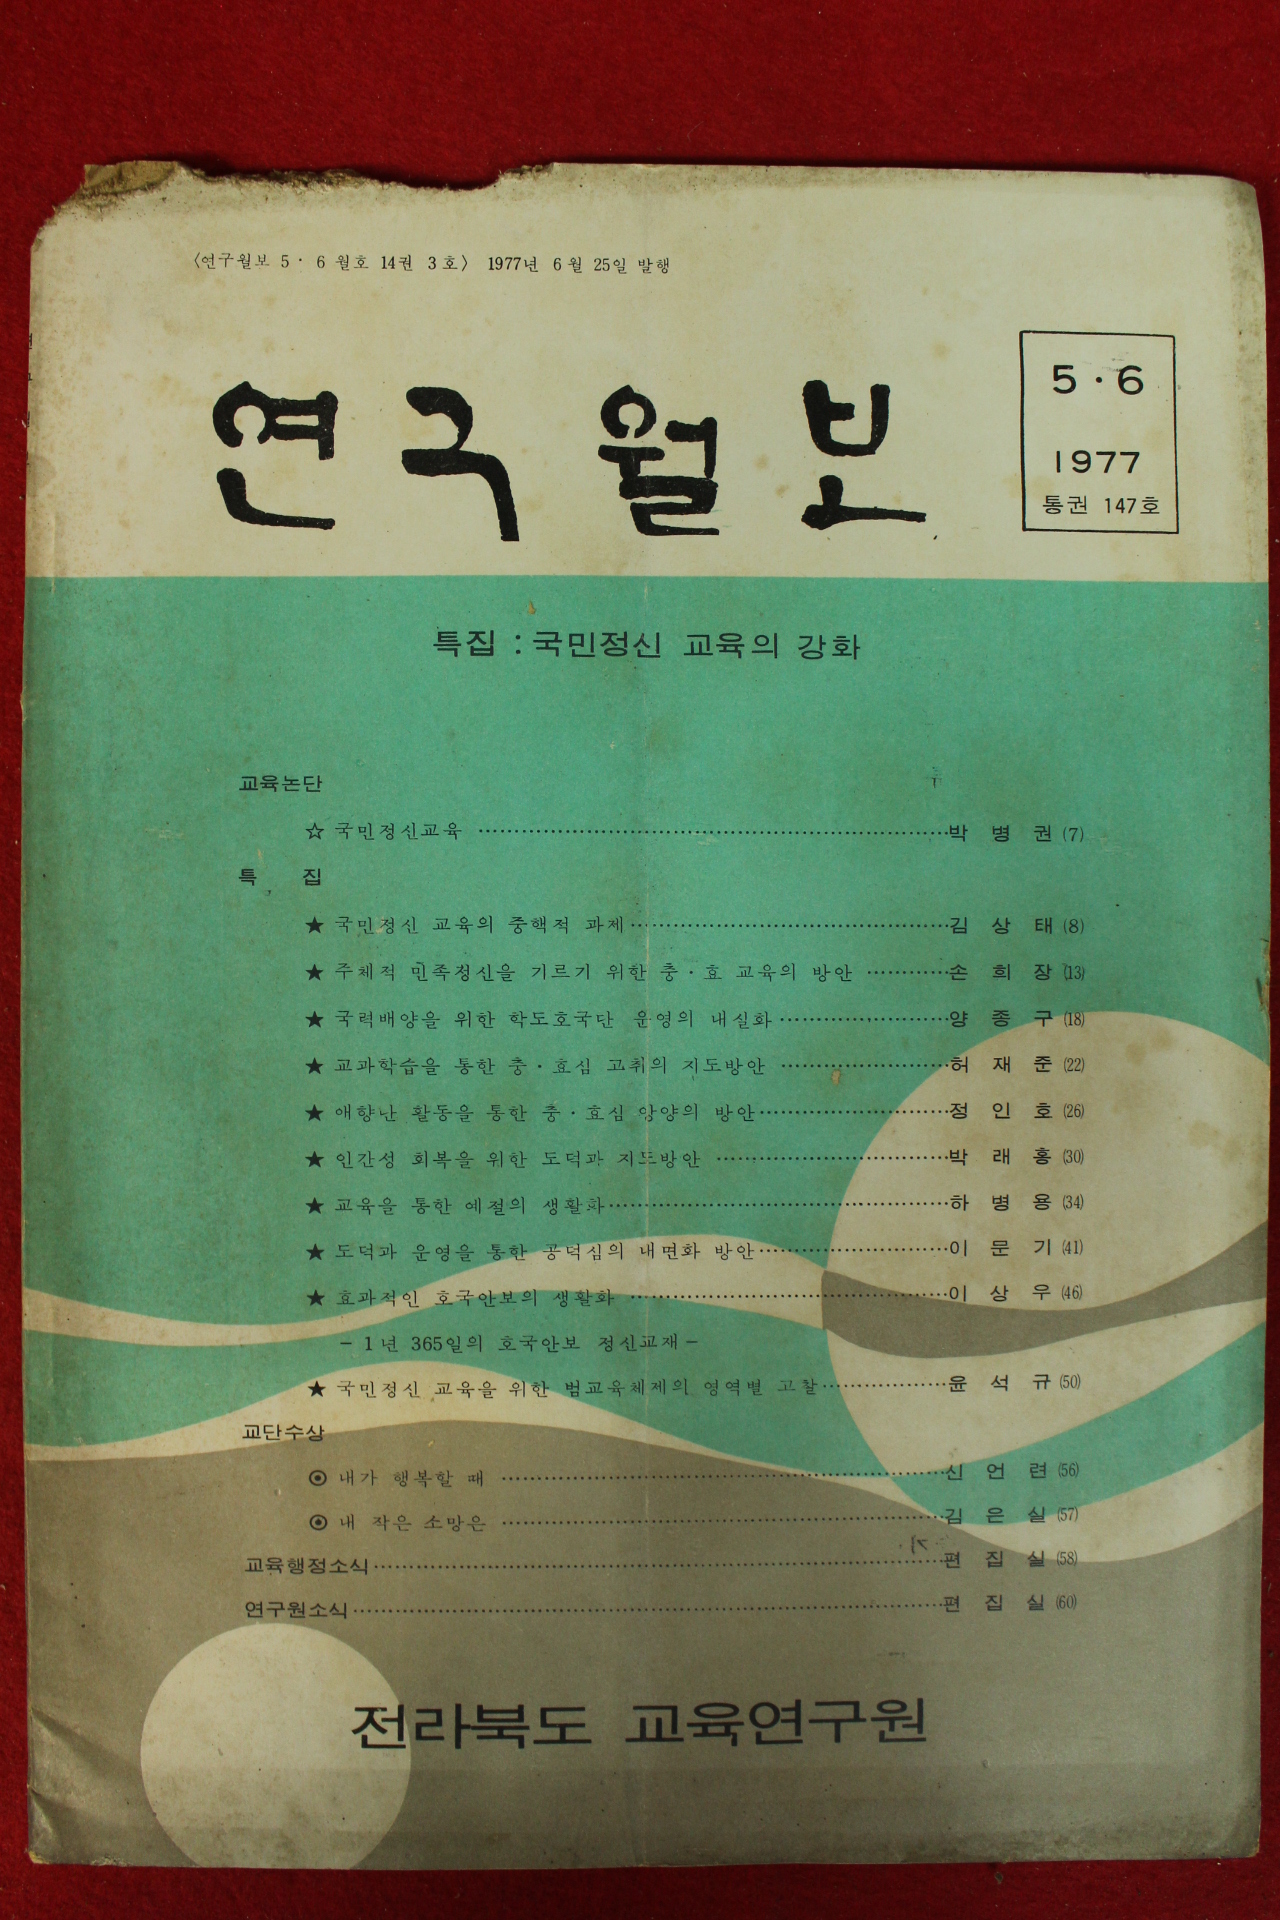 〈연구월보 5 · 6 월호 14권 3호〉 1977년 6월 25일 발행
연구월보
5 · 6
1977
통권 147호
특집 : 국민정신 교육의 강화
교육논단
☆ 국민정신교육 박병권 (7)
특 집
★ 국민정신 교육의 중핵적 과제 김상태 (8)
★ 주체적 민족정신을 기르기 위한 충 · 효 교육의 방안 손희장 (13)
★ 국력배양을 위한 학도호국단 운영의 내실화 양종구 (18)
★ 교과학습을 통한 충 · 효심 고취의 지도방안 허재준 (22)
★ 애향단 활동을 통한 충 · 효심 앙양의 방안 정인호 (26)
★ 인간성 회복을 위한 도덕과 지도방안 박래홍 (30)
★ 교육을 통한 예절의 생활화 하병용 (34)
★ 도덕과 운영을 통한 공덕심의 내면화 방안 이문기 (41)
★ 효과적인 호국안보의 생활화 이상우 (46)
－1년 365일의 호국안보 정신교재－
★ 국민정신 교육을 위한 범교육체제의 영역별 고찰 윤석규 (50)
교단수상
◉ 내가 행복할 때 신언련 (56)
◉ 내 작은 소망은 김은실 (57)
교육행정소식 편집실 (58)
연구원소식 편집실 (60)
전라북도 교육연구원